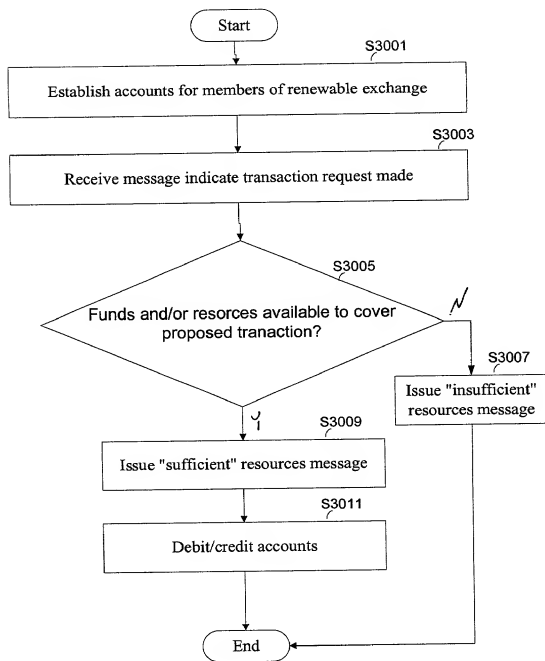 Start
S3001
Establish accounts for members of renewable exchange
S3003
Receive message indicate transaction request made
S3005
Funds and/or resorces available to cover
proposed tranaction?
N
S3007
Issue "insufficient"
resources message
Y
S3009
Issue "sufficient" resources message
S3011
Debit/credit accounts
End